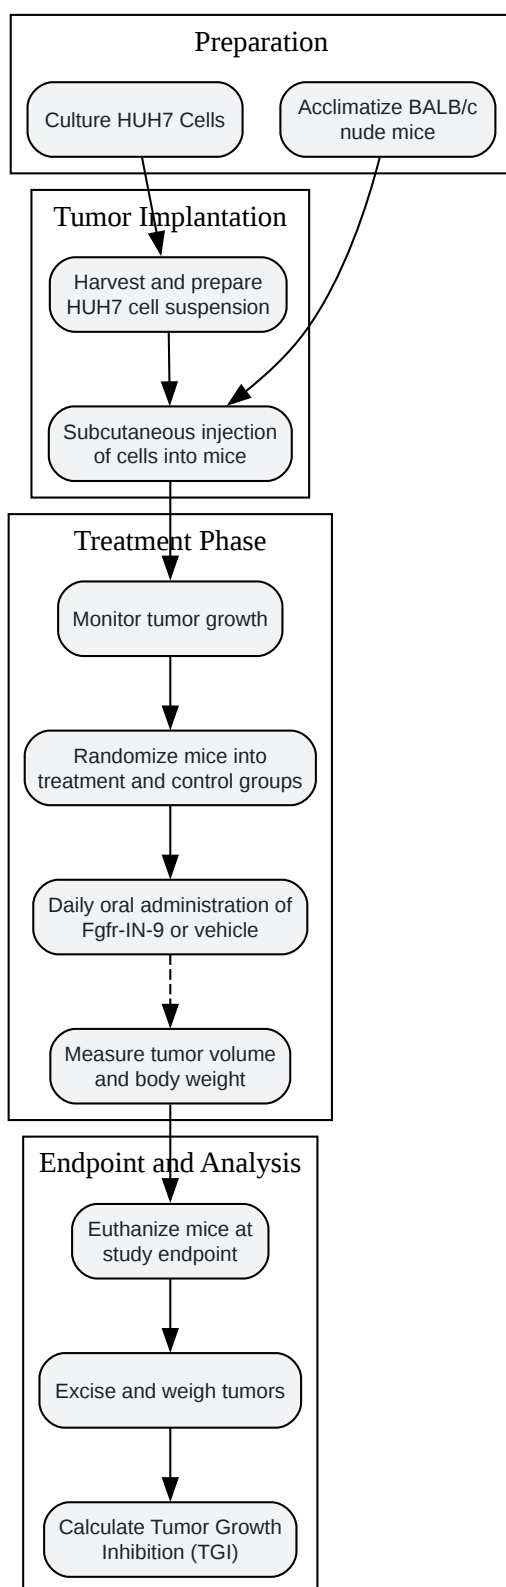 Preparation
Culture HUH7 Cells
Acclimatize BALB/c
nude mice
Tumor Implantation
Harvest and prepare
HUH7 cell suspension
Subcutaneous injection
of cells into mice
Treatment Phase
Monitor tumor growth
Randomize mice into
treatment and control groups
Daily oral administration of
Fgfr-IN-9 or vehicle
Measure tumor volume
and body weight
Endpoint and Analysis
Euthanize mice at
study endpoint
Excise and weigh tumors
Calculate Tumor Growth
Inhibition (TGI)